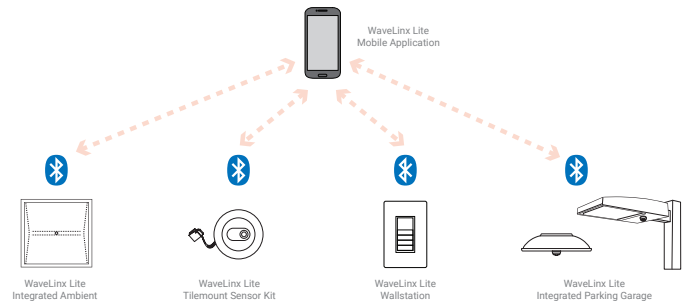 WaveLinx Lite
Mobile Application
WaveLinx Lite
Integrated Ambient
WaveLinx Lite
Tilemount Sensor Kit
WaveLinx Lite
Wallstation
WaveLinx Lite
Integrated Parking Garage